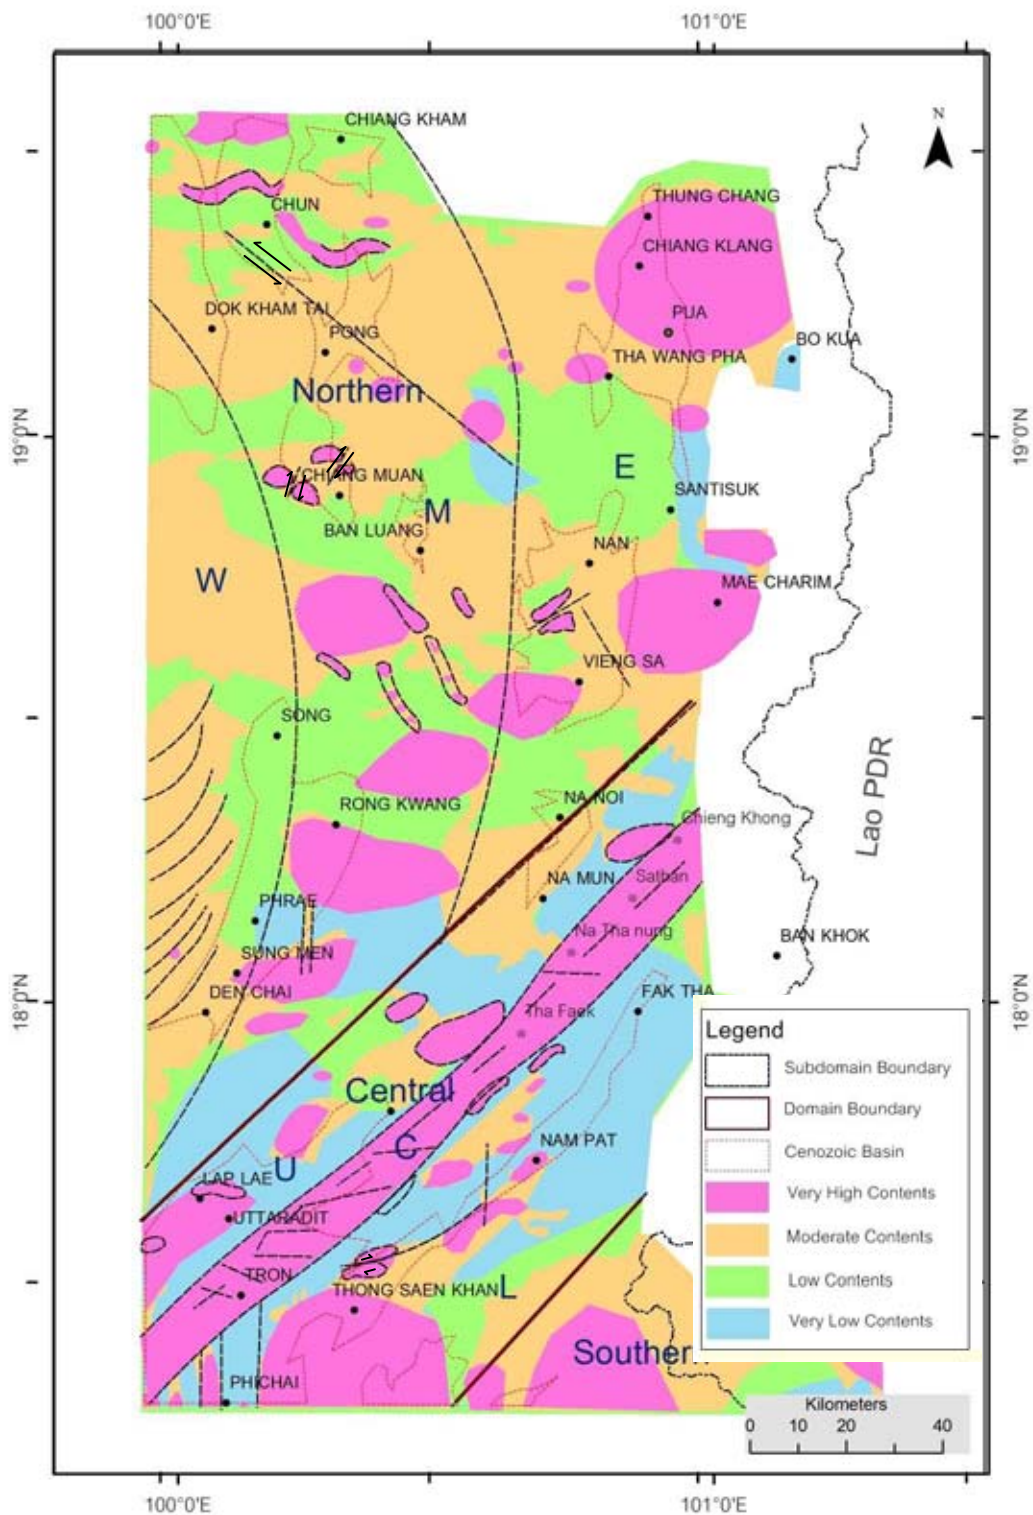 100°0'E 101°0'E
N
CHIANG KHAM
THUNG CHANG
CHUN
CHIANG KLANG
DOK KHAM TAI
PUA
PONG
BO KUA
THA WANG PHA
Northern
19°0'N 19°0'N
E
CHIANG MUAN
SANTISUK
M
BAN LUANG
NAN
W
MAE CHARIM
VIENG SA
SONG
Lao PDR
RONG KWANG
NA NOI
Chieng Khong
NA MUN
Satban
PHRAE
Na Tha nung
BAN KHOK
SUNG MEN
DEN CHAI
FAK THA
18°0'N 18°0'N
Tha Faek
Legend
Subdomain Boundary
Domain Boundary
Cenozoic Basin
Very High Contents
Moderate Contents
Low Contents
Very Low Contents
Central
C
NAM PAT
U
LAP LAE
UTTARADIT
TRON
THONG SAEN KHAN
L
Southern
PHICHAI
Kilometers
0 10 20 40
100°0'E 101°0'E